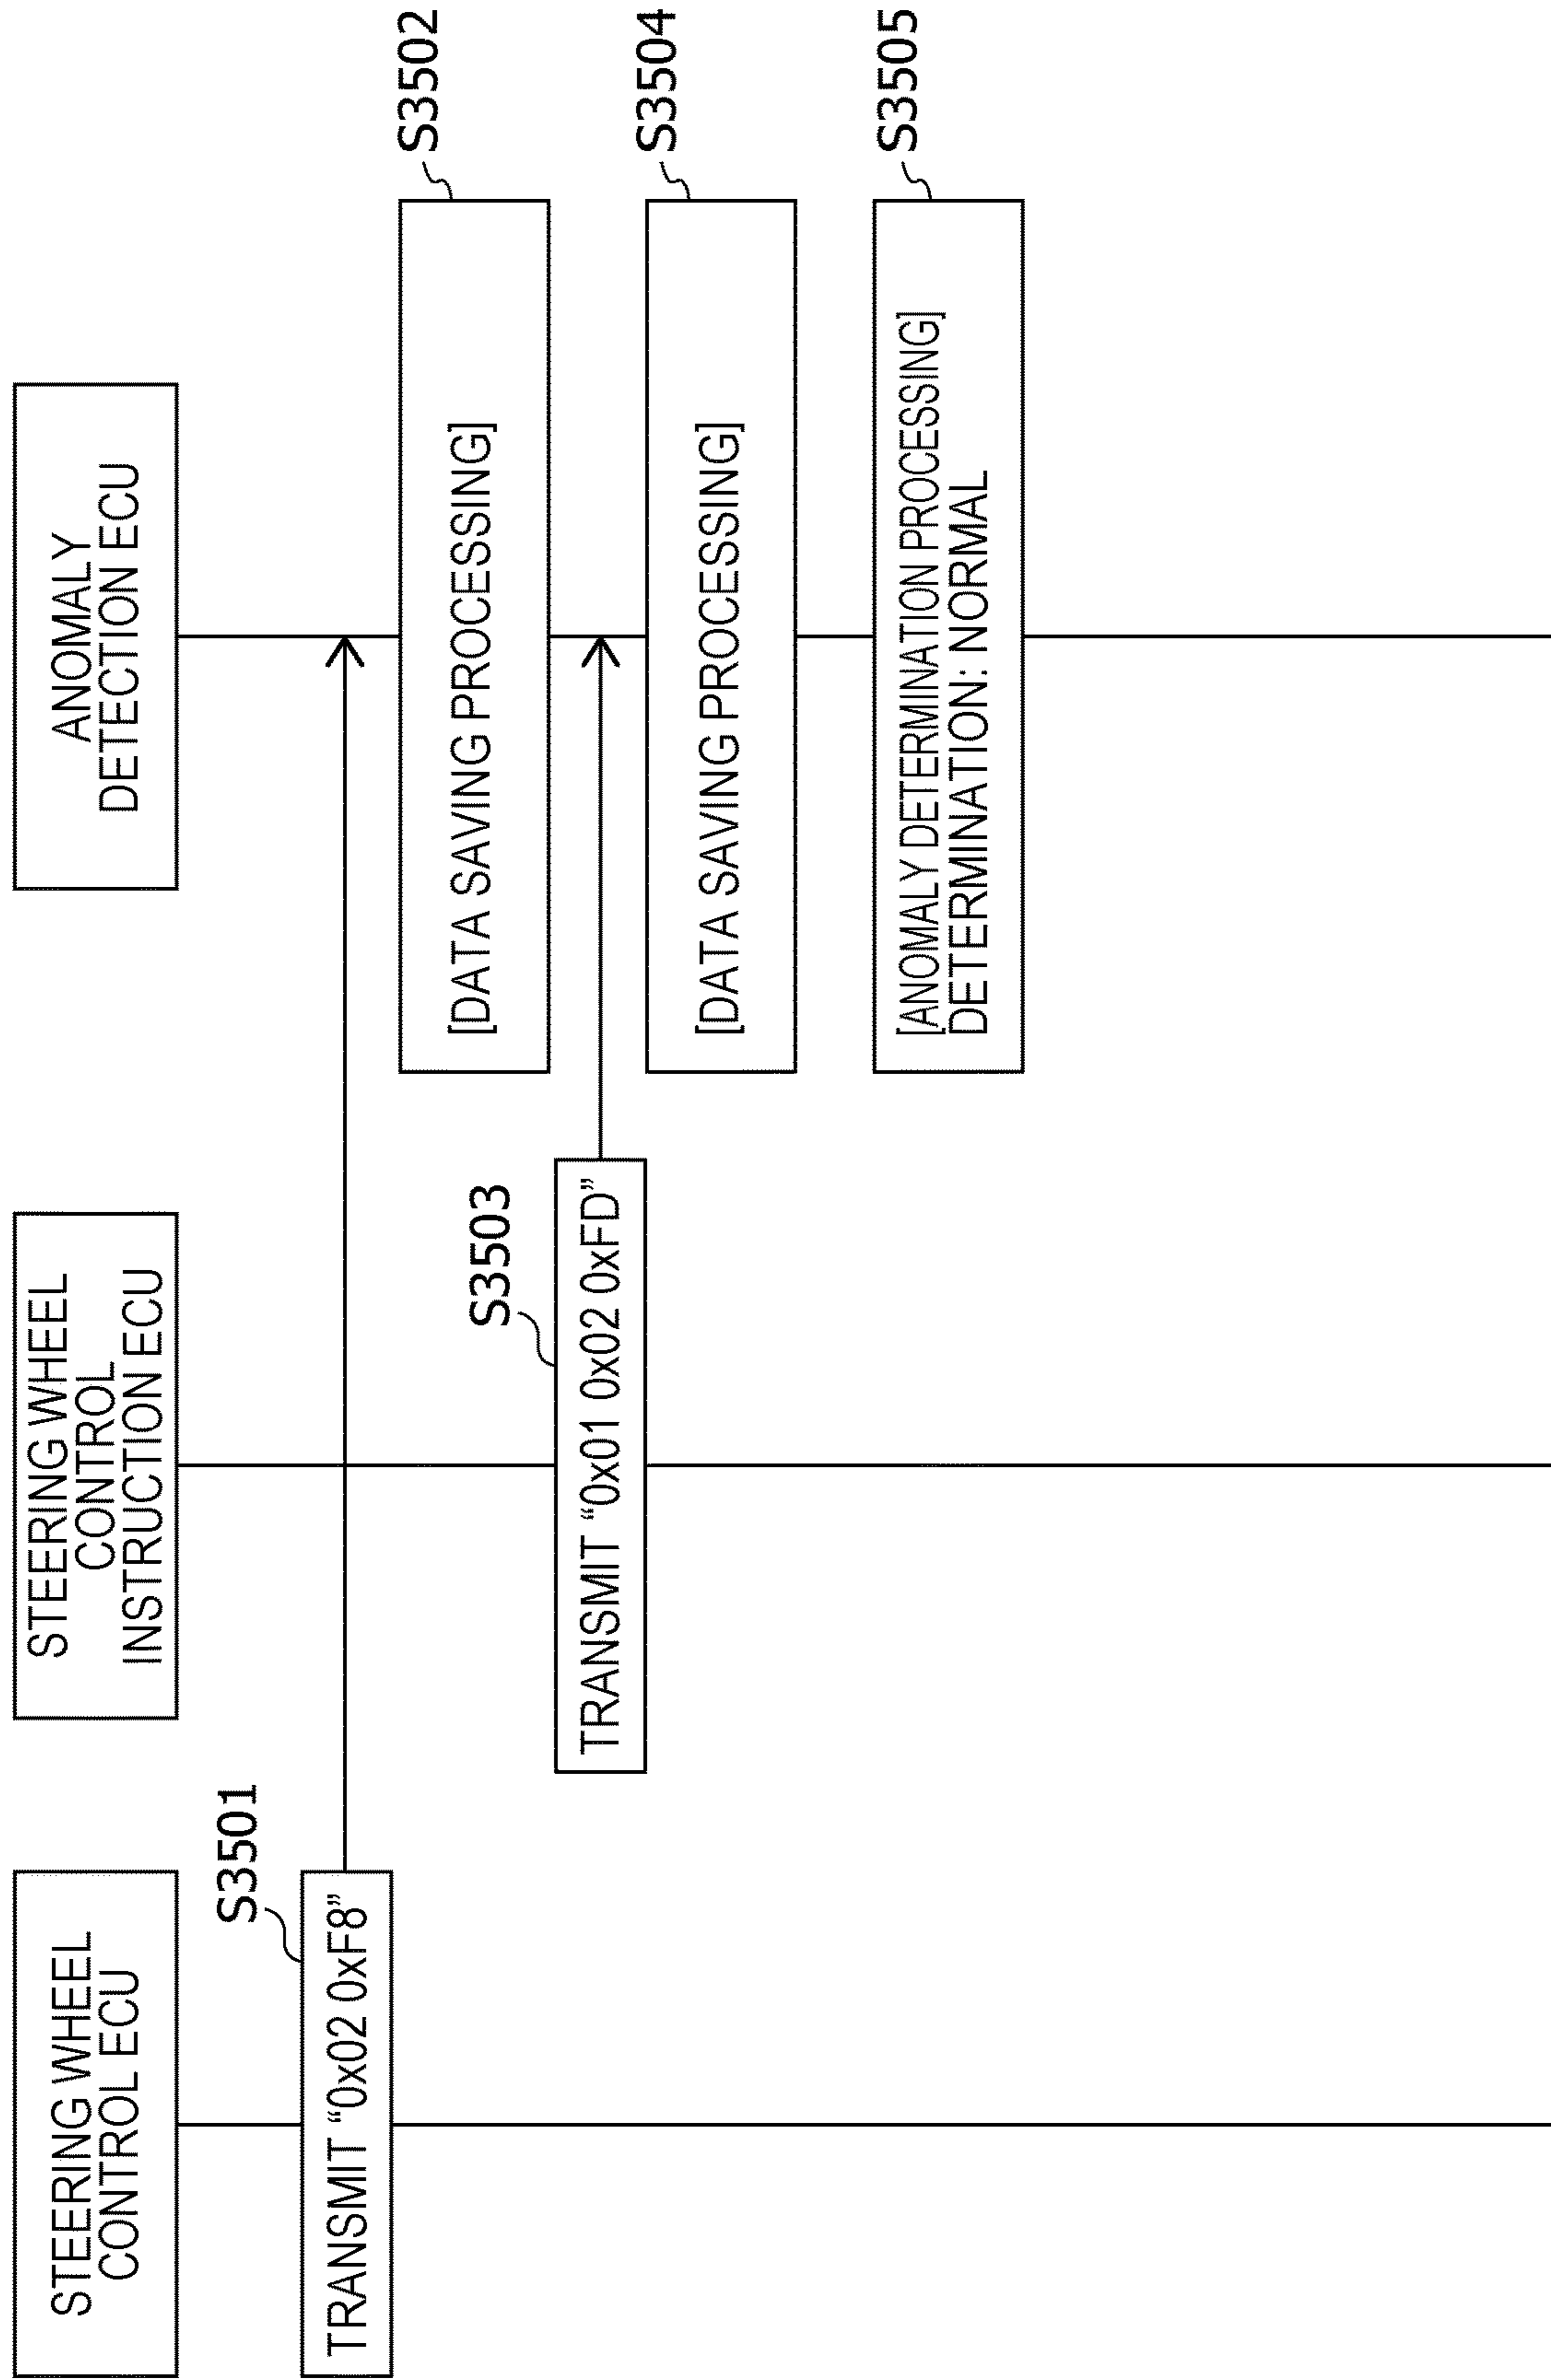 STEERING WHEEL
CONTROL ECU
STEERING WHEEL
CONTROL
INSTRUCTION ECU
ANOMALY
DETECTION ECU
S3501
TRANSMIT “0x02 0xF8”
S3502
[DATA SAVING PROCESSING]
S3503
TRANSMIT “0x01 0x02 0xFD”
S3504
[DATA SAVING PROCESSING]
S3505
[ANOMALY DETERMINATION PROCESSING]
DETERMINATION: NORMAL